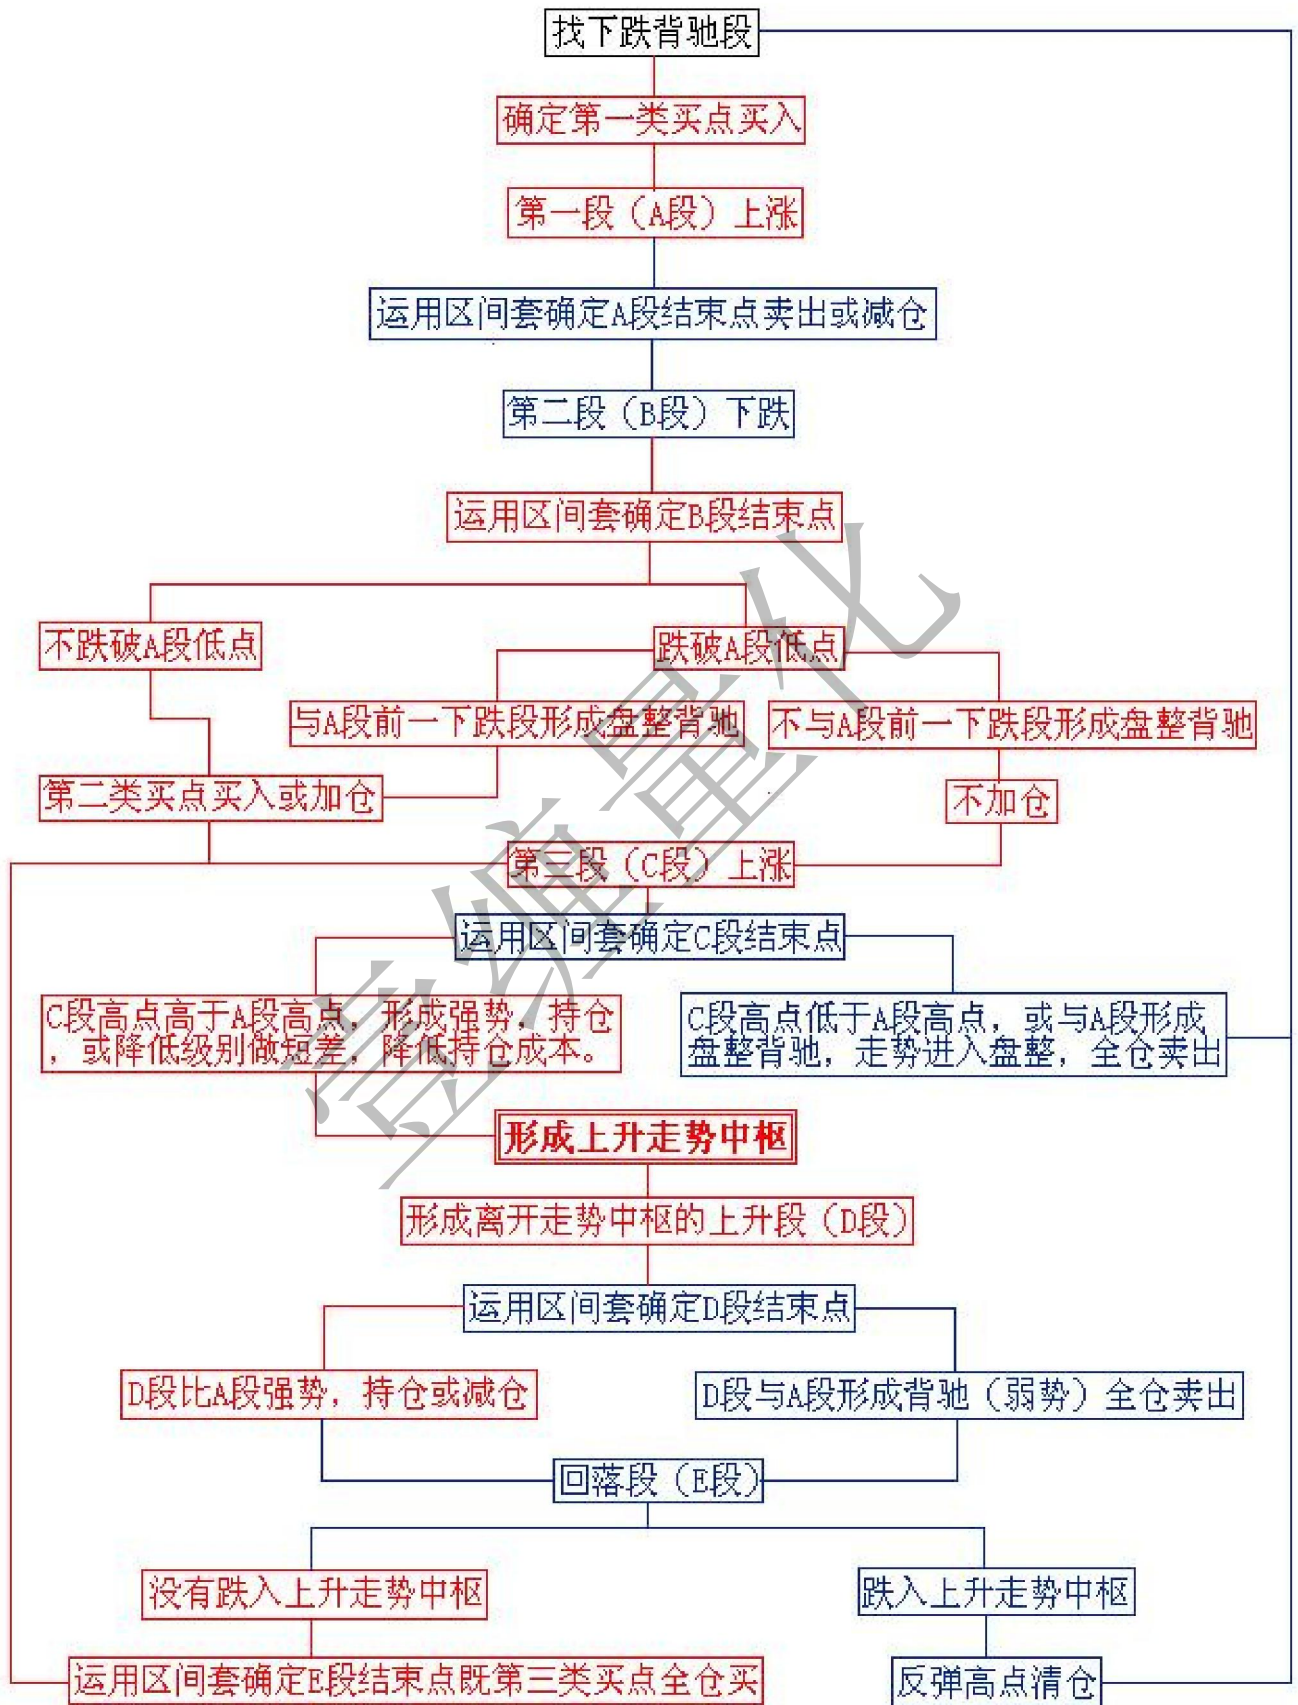 找下跌背驰段
确定第一类买点买入
第一段（A段）上涨
运用区间套确定A段结束点卖出或减仓
第二段（B段）下跌
运用区间套确定B段结束点
不跌破A段低点
跌破A段低点
与A段前一下跌段形成盘整背驰
不与A段前一下跌段形成盘整背驰
第二类买点买入或加仓
不加仓
第三段（C段）上涨
运用区间套确定C段结束点
C段高点高于A段高点，形成强势，持仓
，或降低级别做短差，降低持仓成本。
C段高点低于A段高点，或与A段形成
盘整背驰，走势进入盘整，全仓卖出
形成上升走势中枢
形成离开走势中枢的上升段（D段）
运用区间套确定D段结束点
D段比A段强势，持仓或减仓
D段与A段形成背驰（弱势）全仓卖出
回落段（E段）
没有跌入上升走势中枢
跌入上升走势中枢
运用区间套确定E段结束点既第三类买点全仓买
反弹高点清仓
壹缠量化